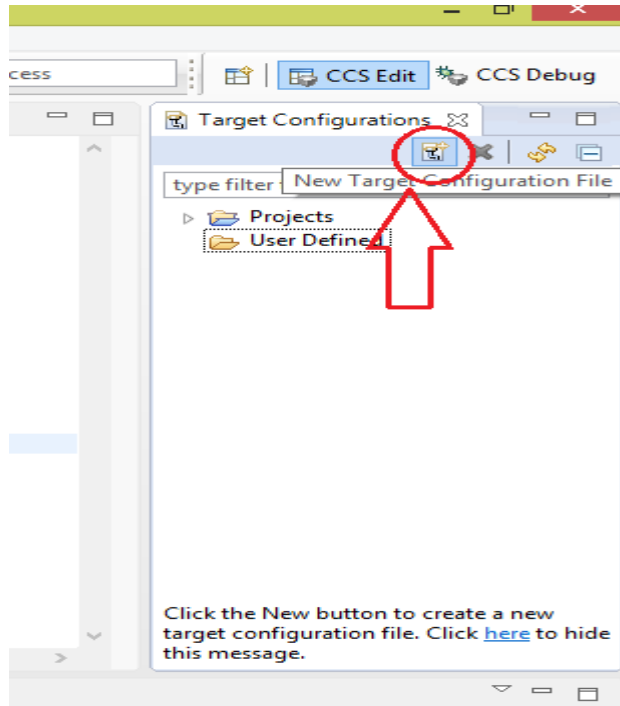 cess
CCS Edit CCS Debug
Target Configurations
type filter New Target Configuration File
Projects
User Defined
Click the New button to create a new
target configuration file. Click here to hide
this message.